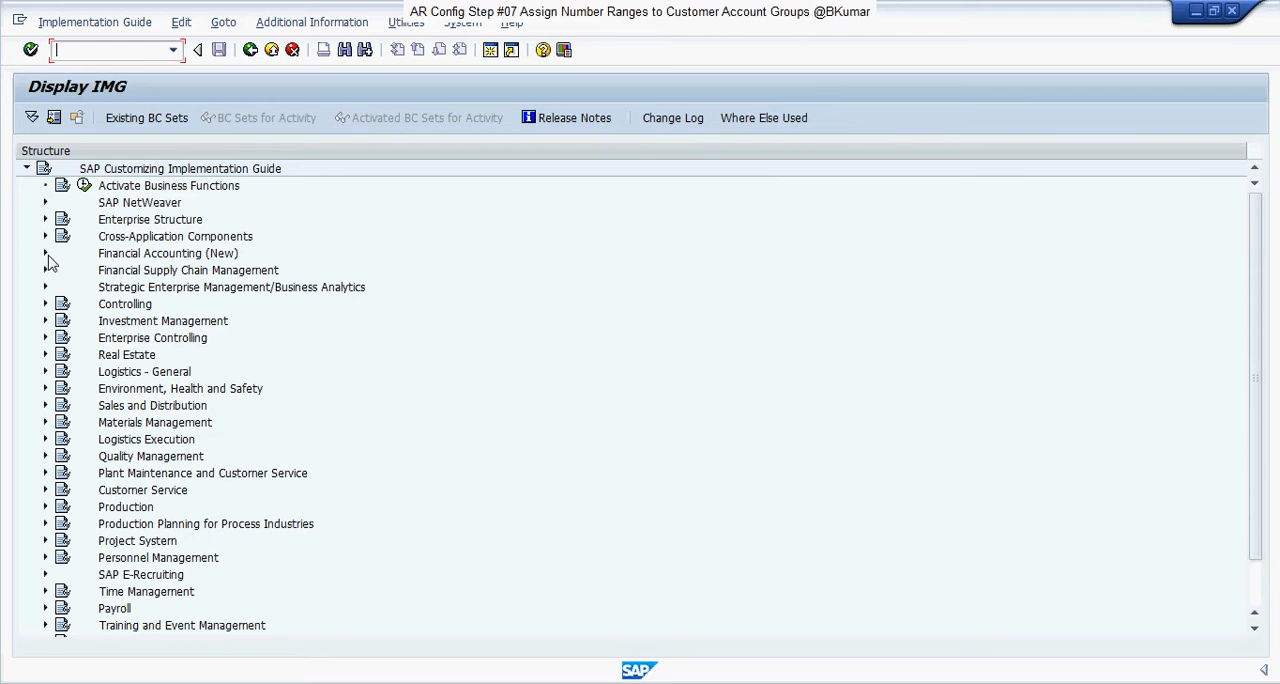 AR Config Step #07 Assign Number Ranges to Customer Account Groups @BKumar
Implementation Guide Edit Goto Additional Information Utilities System Help
Display IMG
Existing BC Sets BC Sets for Activity Activated BC Sets for Activity Release Notes Change Log Where Else Used
Structure
SAP Customizing Implementation Guide
Activate Business Functions
SAP NetWeaver
Enterprise Structure
Cross-Application Components
Financial Accounting (New)
Financial Supply Chain Management
Strategic Enterprise Management/Business Analytics
Controlling
Investment Management
Enterprise Controlling
Real Estate
Logistics - General
Environment, Health and Safety
Sales and Distribution
Materials Management
Logistics Execution
Quality Management
Plant Maintenance and Customer Service
Customer Service
Production
Production Planning for Process Industries
Project System
Personnel Management
SAP E-Recruiting
Time Management
Payroll
Training and Event Management
SAP